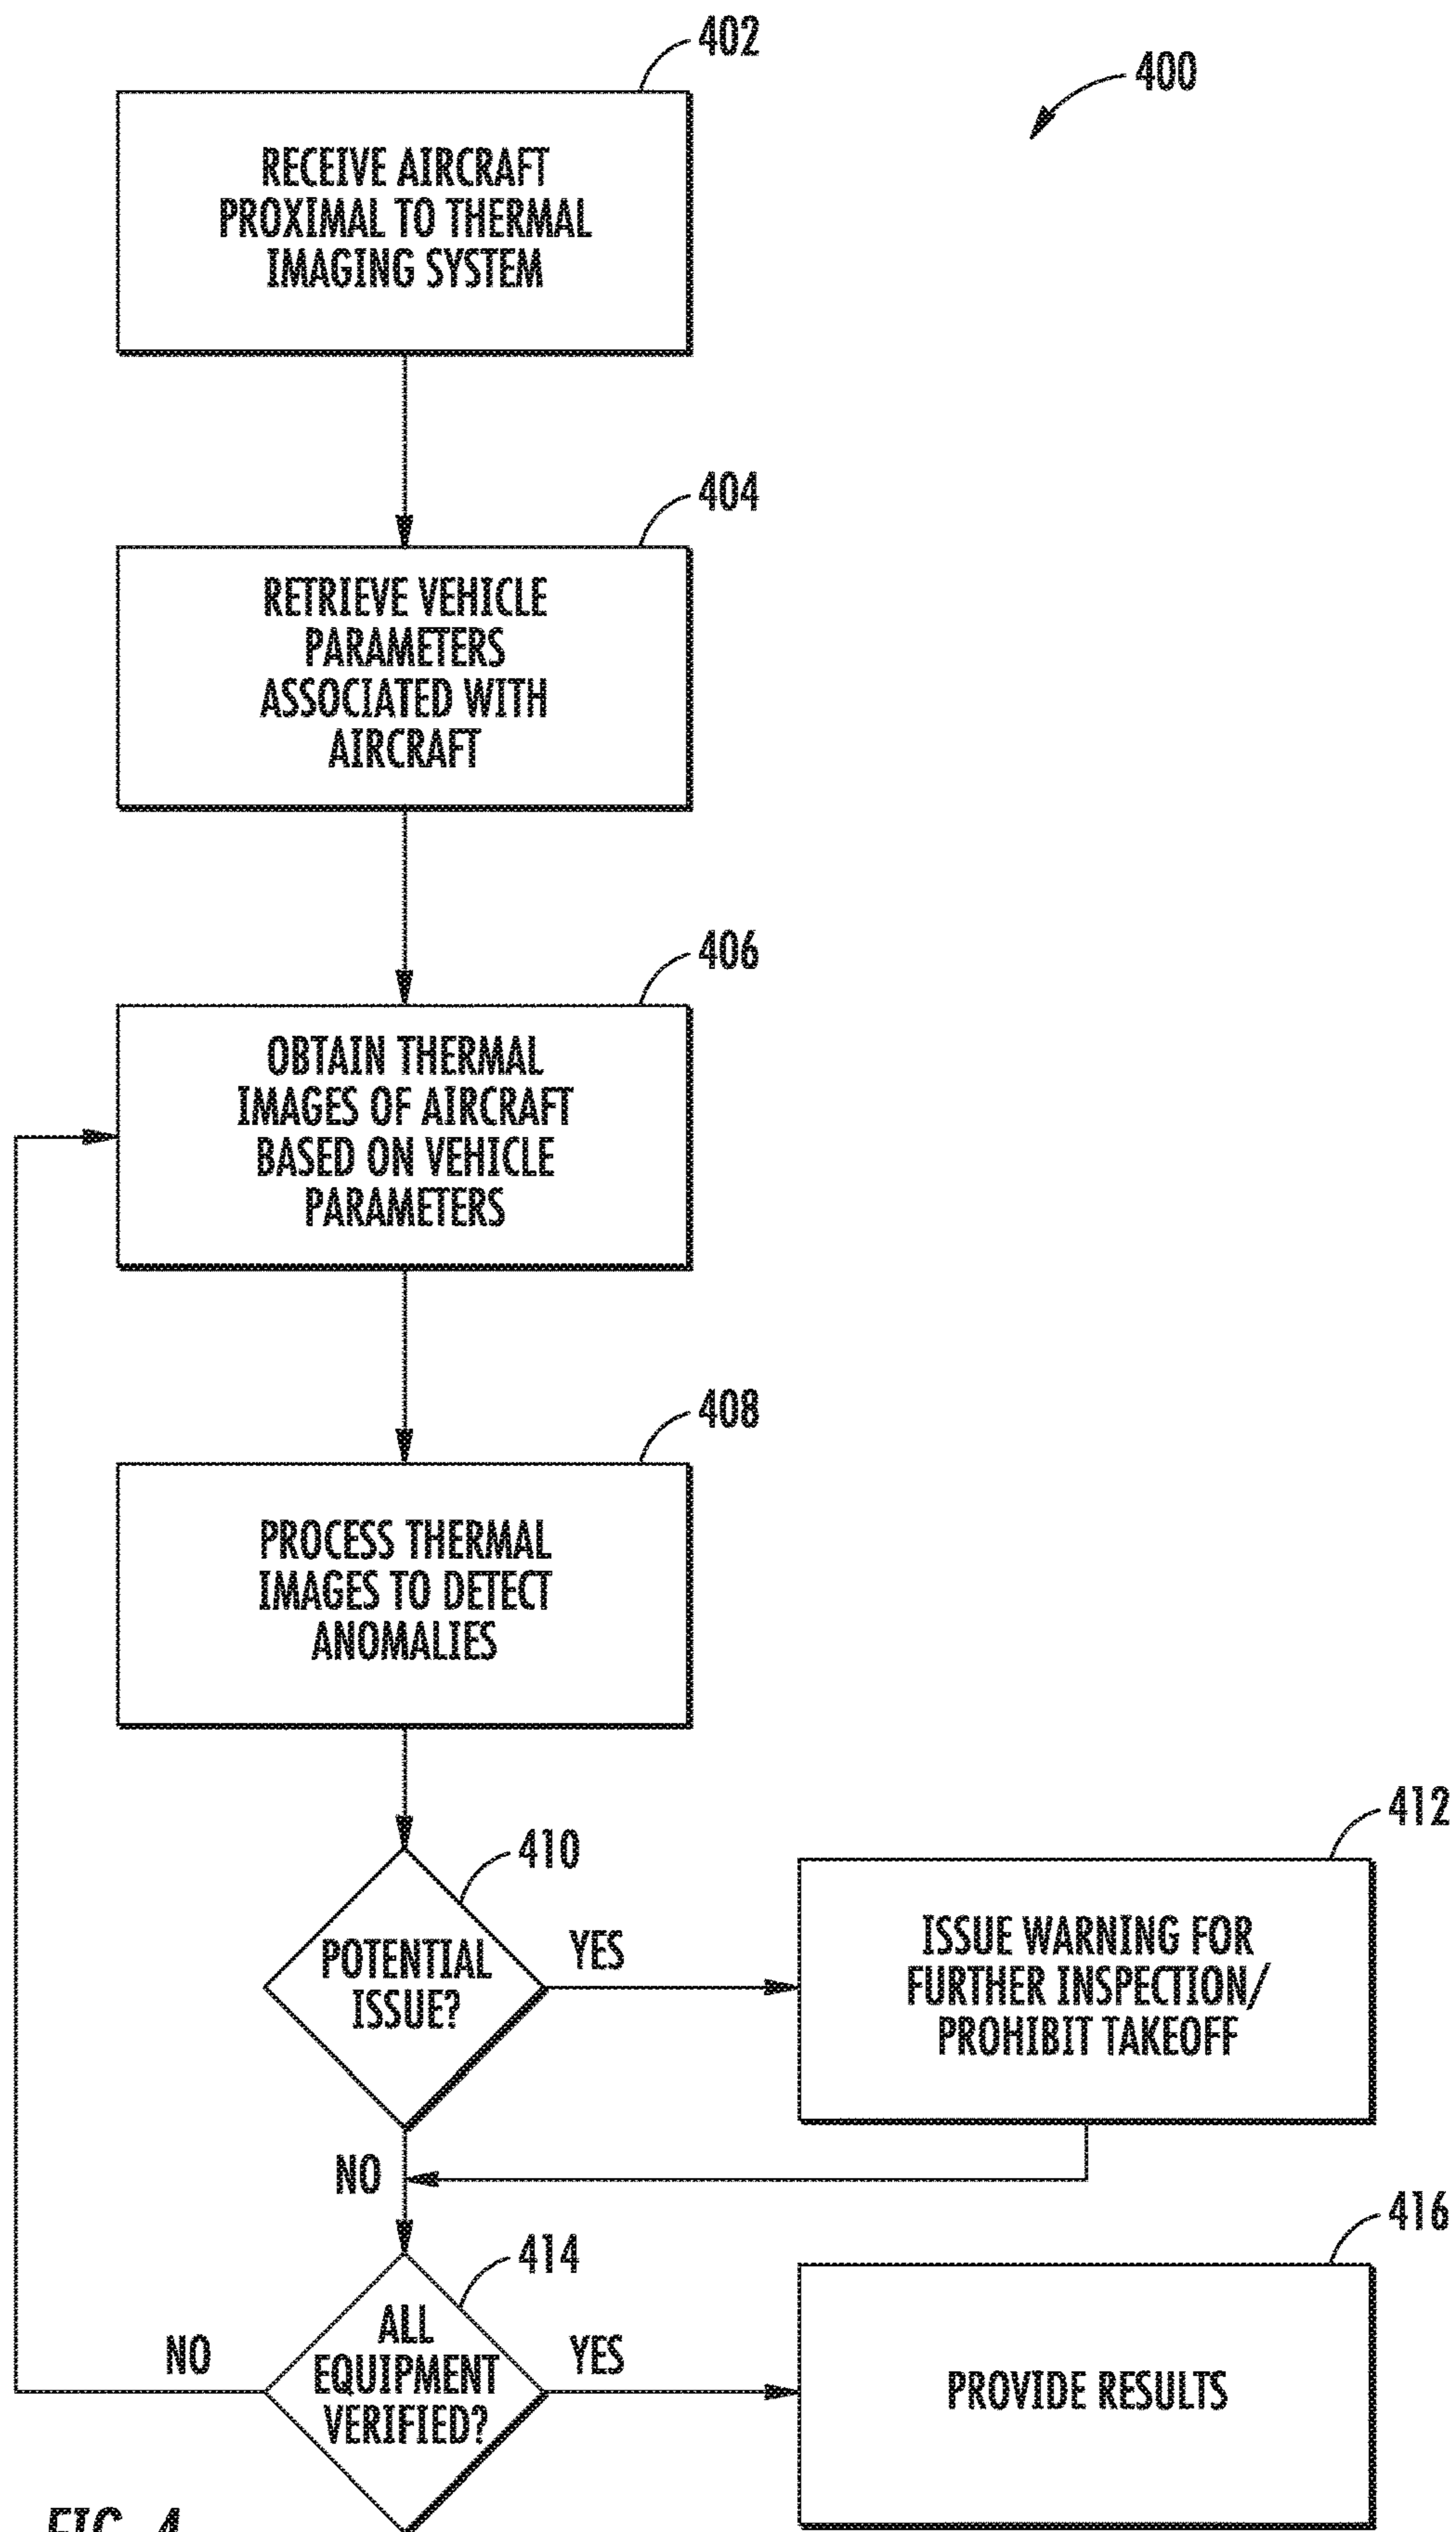 402
400
RECEIVE AIRCRAFT
PROXIMAL TO THERMAL
IMAGING SYSTEM
404
RETRIEVE VEHICLE
PARAMETERS
ASSOCIATED WITH
AIRCRAFT
406
OBTAIN THERMAL
IMAGES OF AIRCRAFT
BASED ON VEHICLE
PARAMETERS
408
PROCESS THERMAL
IMAGES TO DETECT
ANOMALIES
410
POTENTIAL
ISSUE?
YES
412
ISSUE WARNING FOR
FURTHER INSPECTION/
PROHIBIT TAKEOFF
NO
414
ALL
EQUIPMENT
VERIFIED?
NO
YES
416
PROVIDE RESULTS
FIG. 4